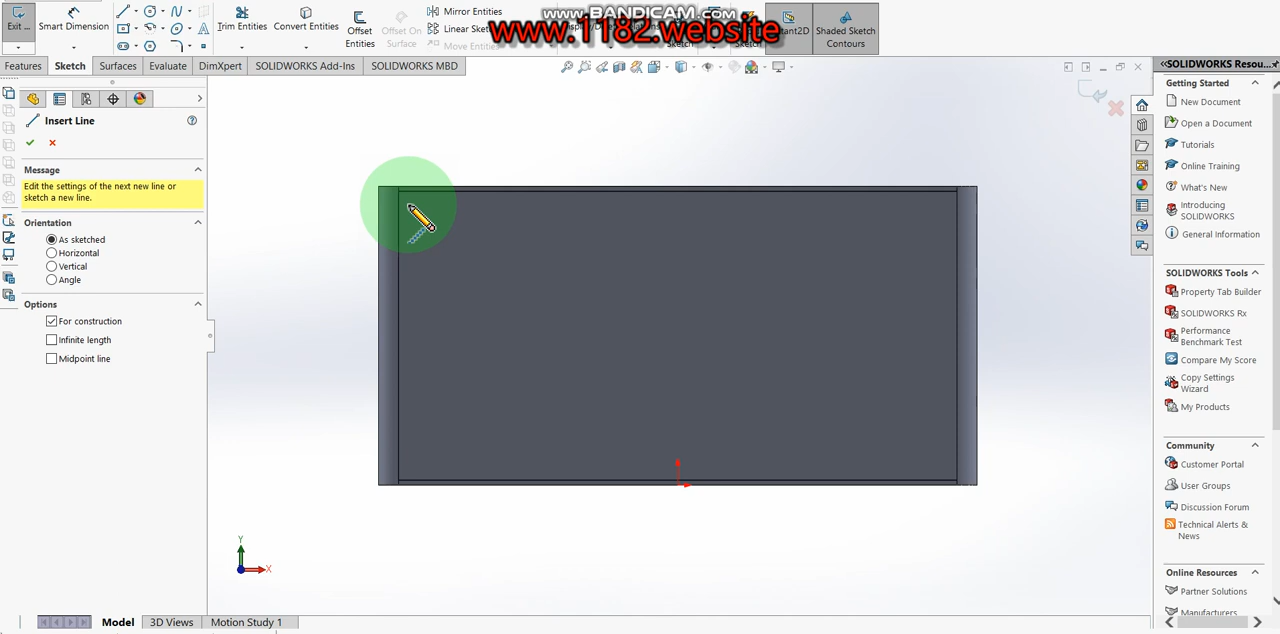 www.BANDICAM.com
www.1182.website
Exit ...
Smart Dimension
Trim Entities
Convert Entities
Offset Entities
Offset On Surface
Mirror Entities
Linear Sket
Move Entities
Sketch
Sketch
tant2D
Shaded Sketch Contours
Features
Sketch
Surfaces
Evaluate
DimXpert
SOLIDWORKS Add-Ins
SOLIDWORKS MBD
Insert Line
Message
Edit the settings of the next new line or
sketch a new line.
Orientation
As sketched
Horizontal
Vertical
Angle
Options
For construction
Infinite length
Midpoint line
Y
X
Model
3D Views
Motion Study 1
SOLIDWORKS Resou...
Getting Started
New Document
Open a Document
Tutorials
Online Training
What's New
Introducing
SOLIDWORKS
General Information
SOLIDWORKS Tools
Property Tab Builder
SOLIDWORKS Rx
Performance
Benchmark Test
Compare My Score
Copy Settings
Wizard
My Products
Community
Customer Portal
User Groups
Discussion Forum
Technical Alerts &
News
Online Resources
Partner Solutions
Manufacturers